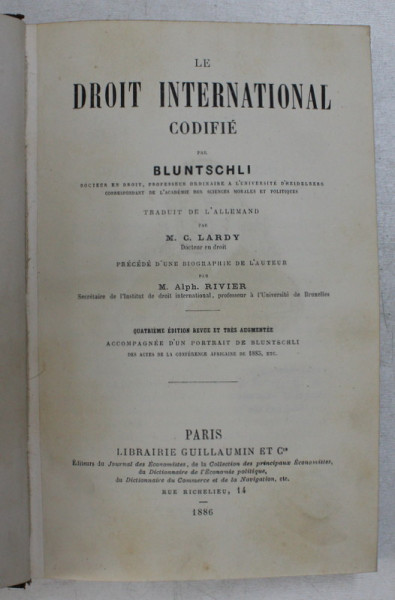 LE
DROIT INTERNATIONAL
CODIFIÉ
PAR
BLUNTSCHLI
DOCTEUR EN DROIT, PROFESSEUR ORDINAIRE A L'UNIVERSITÉ D'HEIDELBERG
CORRESPONDANT DE L'ACADÉMIE DES SCIENCES MORALES ET POLITIQUES
TRADUIT DE L'ALLEMAND
PAR
M. C. LARDY
Docteur en droit
PRÉCÉDÉ D'UNE BIOGRAPHIE DE L'AUTEUR
PAR
M. Alph. RIVIER
Secrétaire de l'Institut de droit international, professeur à l'Université de Bruxelles
QUATRIÈME ÉDITION REVUE ET TRÈS AUGMENTÉE
ACCOMPAGNÉE D'UN PORTRAIT DE BLUNTSCHLI
DES ACTES DE LA CONFÉRENCE AFRICAINE DE 1885, ETC.
PARIS
LIBRAIRIE GUILLAUMIN ET Cie
Éditeurs du Journal des Économistes, de la Collection des principaux Économistes,
du Dictionnaire de l'Économie politique,
du Dictionnaire du Commerce et de la Navigation, etc.
RUE RICHELIEU, 14
1886